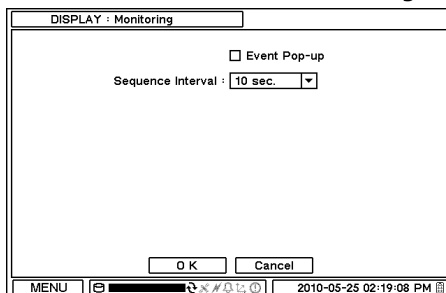 DISPLAY : Monitoring
Event Pop-up
Sequence Interval : 10 sec.
O K Cancel
MENU 2010-05-25 02:19:08 PM